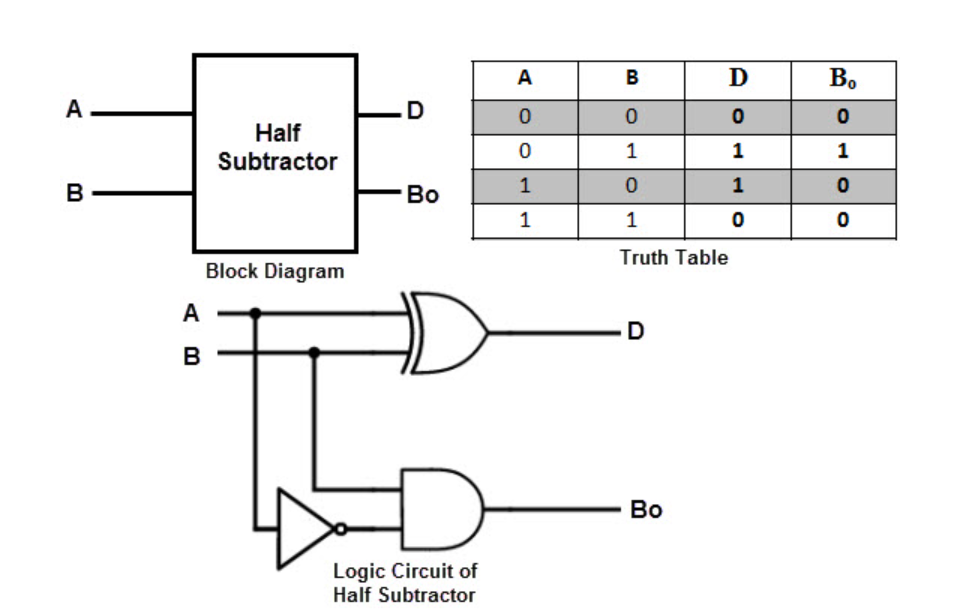 A
B
Half
Subtractor
D
Bo
Block Diagram
A B D Bₒ
0 0 0 0
0 1 1 1
1 0 1 0
1 1 0 0
Truth Table
A
B
D
Bo
Logic Circuit of
Half Subtractor